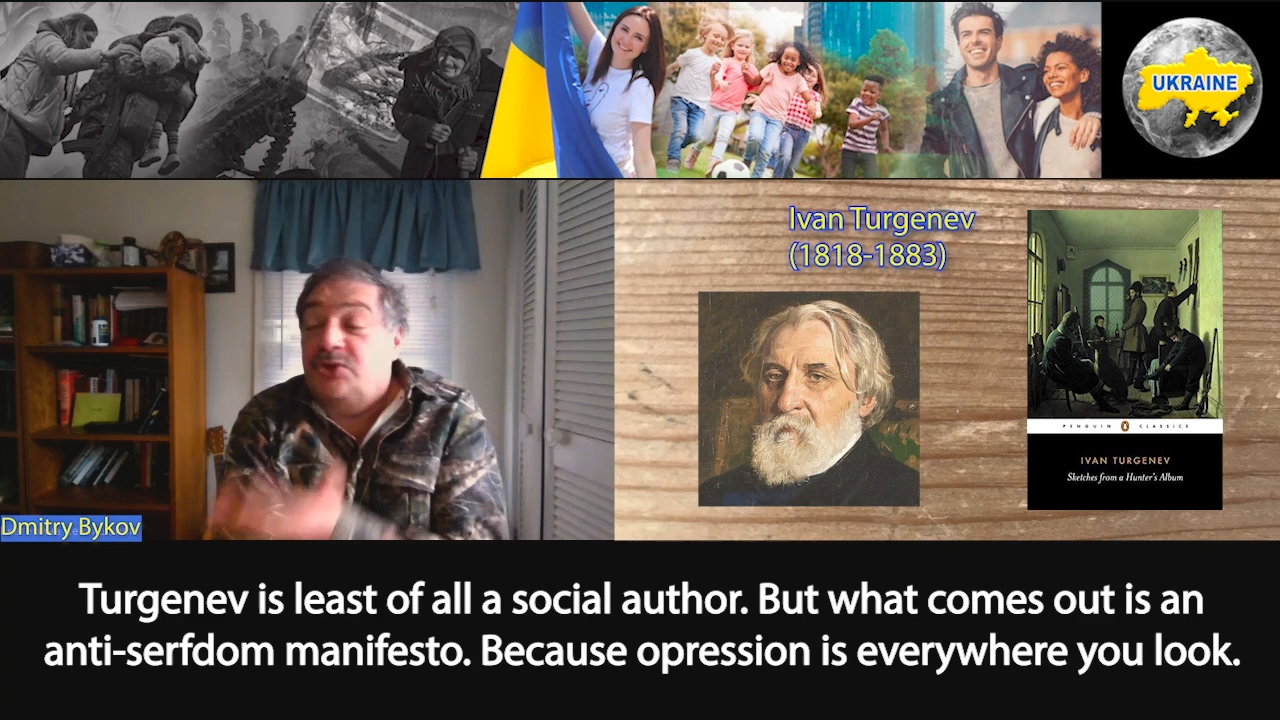 UKRAINE
Ivan Turgenev
(1818-1883)
PENGUIN CLASSICS
IVAN TURGENEV
Sketches from a Hunter's Album
Dmitry Bykov
Turgenev is least of all a social author. But what comes out is an
anti-serfdom manifesto. Because opression is everywhere you look.